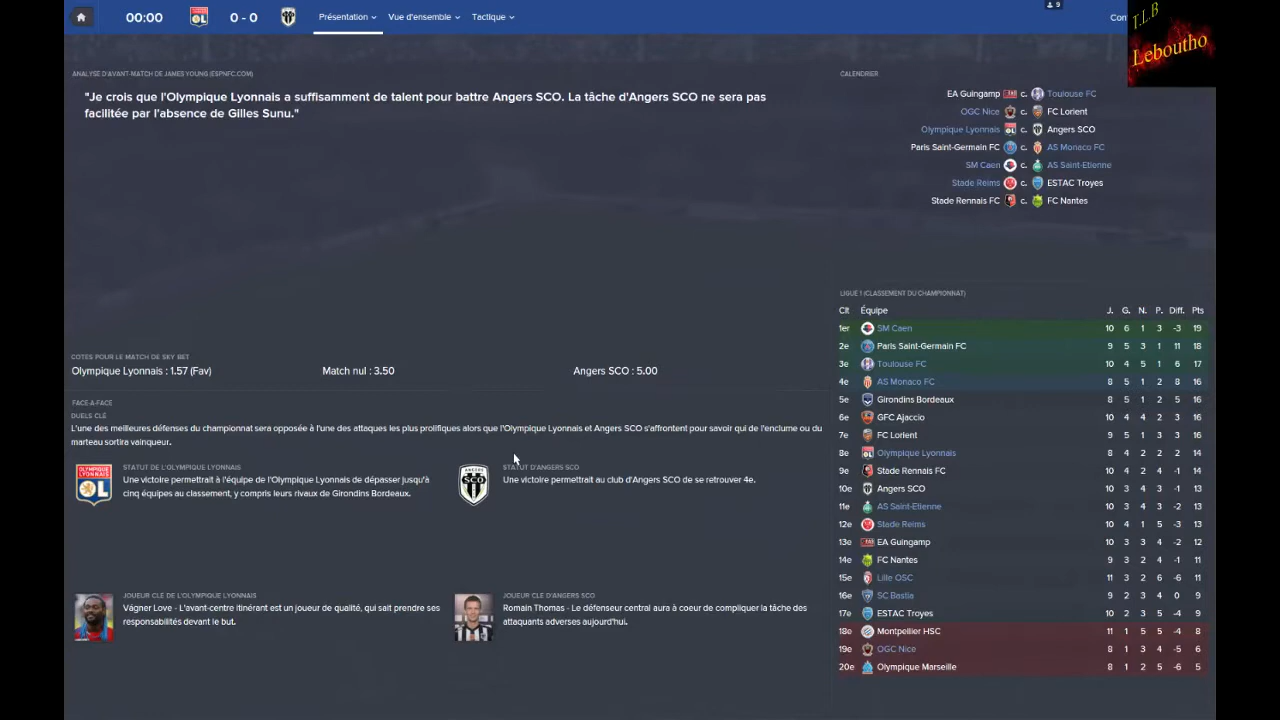 00:00 0 - 0 Présentation Vue d'ensemble Tactique 9
T.L.B
Leboutho
ANALYSE D'AVANT-MATCH DE JAMES YOUNG (ESPNFC.COM)
"Je crois que l'Olympique Lyonnais a suffisamment de talent pour battre Angers SCO. La tâche d'Angers SCO ne sera pas
facilitée par l'absence de Gilles Sunu."
CALENDRIER
EA Guingamp c. Toulouse FC
OGC Nice c. FC Lorient
Olympique Lyonnais c. Angers SCO
Paris Saint-Germain FC c. AS Monaco FC
SM Caen c. AS Saint-Etienne
Stade Reims c. ESTAC Troyes
Stade Rennais FC c. FC Nantes
COTES POUR LE MATCH DE SKY BET
Olympique Lyonnais : 1.57 (Fav) Match nul : 3.50 Angers SCO : 5.00
FACE-A-FACE
DUELS CLÉ
L'une des meilleures défenses du championnat sera opposée à l'une des attaques les plus prolifiques alors que l'Olympique Lyonnais et Angers SCO s'affrontent pour savoir qui de l'enclume ou du
marteau sortira vainqueur.
STATUT DE L'OLYMPIQUE LYONNAIS
Une victoire permettrait à l'équipe de l'Olympique Lyonnais de dépasser jusqu'à
cinq équipes au classement, y compris leurs rivaux de Girondins Bordeaux.
STATUT D'ANGERS SCO
Une victoire permettrait au club d'Angers SCO de se retrouver 4e.
JOUEUR CLÉ DE L'OLYMPIQUE LYONNAIS
Vágner Love - L'avant-centre itinérant est un joueur de qualité, qui sait prendre ses
responsabilités devant le but.
JOUEUR CLÉ D'ANGERS SCO
Romain Thomas - Le défenseur central aura à coeur de compliquer la tâche des
attaquants adverses aujourd'hui.
LIGUE 1 (CLASSEMENT DU CHAMPIONNAT)
Clt Équipe J. G. N. P. Diff. Pts
1er SM Caen 10 6 1 3 -3 19
2e Paris Saint-Germain FC 9 5 3 1 11 18
3e Toulouse FC 10 4 5 1 6 17
4e AS Monaco FC 8 5 1 2 8 16
5e Girondins Bordeaux 8 5 1 2 5 16
6e GFC Ajaccio 10 4 4 2 3 16
7e FC Lorient 9 5 1 3 3 16
8e Olympique Lyonnais 8 4 2 2 2 14
9e Stade Rennais FC 10 4 2 4 -1 14
10e Angers SCO 10 3 4 3 -1 13
11e AS Saint-Etienne 10 3 4 3 -2 13
12e Stade Reims 10 4 1 5 -3 13
13e EA Guingamp 10 3 3 4 -2 12
14e FC Nantes 9 3 2 4 -1 11
15e Lille OSC 11 3 2 6 -6 11
16e SC Bastia 9 2 3 4 0 9
17e ESTAC Troyes 10 2 3 5 -4 9
18e Montpellier HSC 11 1 5 5 -4 8
19e OGC Nice 8 1 3 4 -5 6
20e Olympique Marseille 8 1 2 5 -6 5